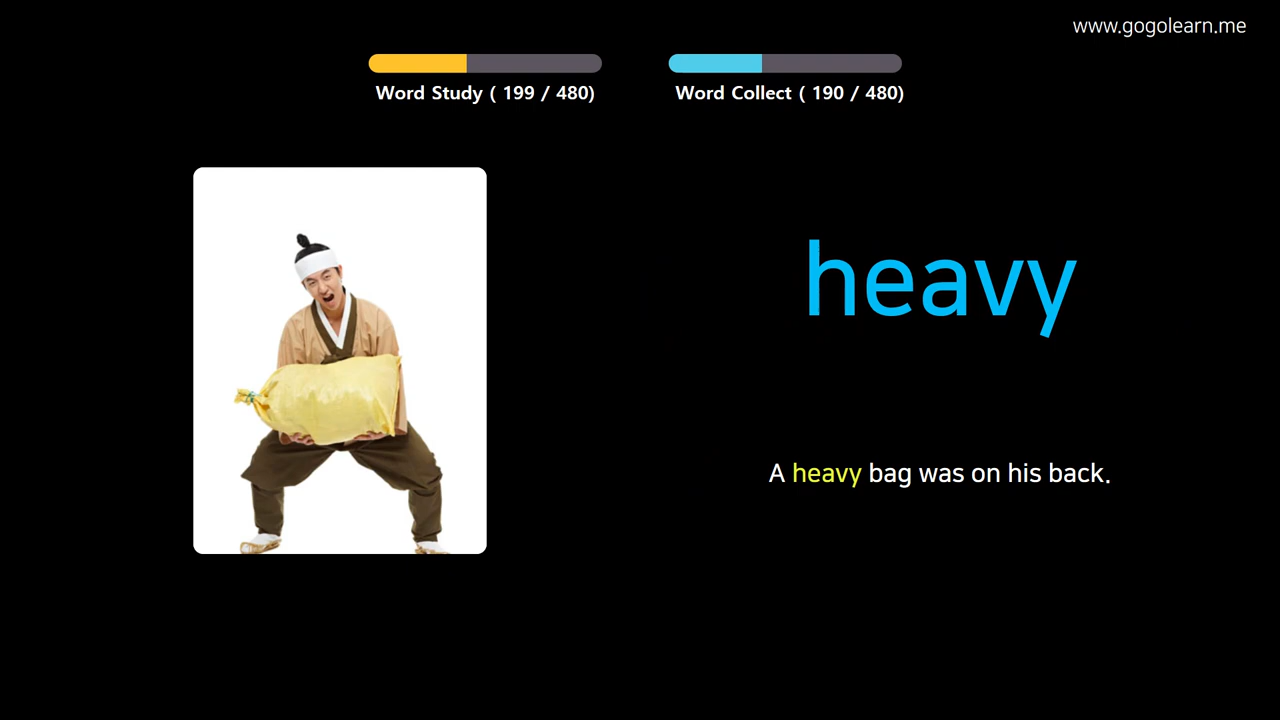 www.gogolearn.me
Word Study ( 199 / 480)
Word Collect ( 190 / 480)
heavy
A heavy bag was on his back.